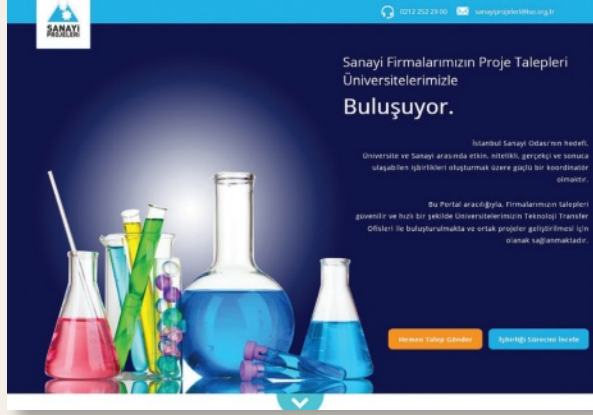 SANAYİ
PROJELERİ
0212 252 29 00 sanayiprojeleri@iso.org.tr
Sanayi Firmalarımızın Proje Talepleri
Üniversitelerimizle
Buluşuyor.
İstanbul Sanayi Odası'nın hedefi,
Üniversite ve Sanayi arasında etkin, nitelikli, gerçekçi ve sonuca
ulaşabilen işbirlikleri oluşturmak üzere güçlü bir koordinatör
olmaktır.
Bu Portal aracılığıyla, Firmalarımızın talepleri
güvenilir ve hızlı bir şekilde Üniversitelerimizin Teknoloji Transfer
Ofisleri ile buluşturulmakta ve ortak projeler geliştirilmesi için
olanak sağlanmaktadır.
Hemen Talep Gönder İşbirliği Sürecini İncele